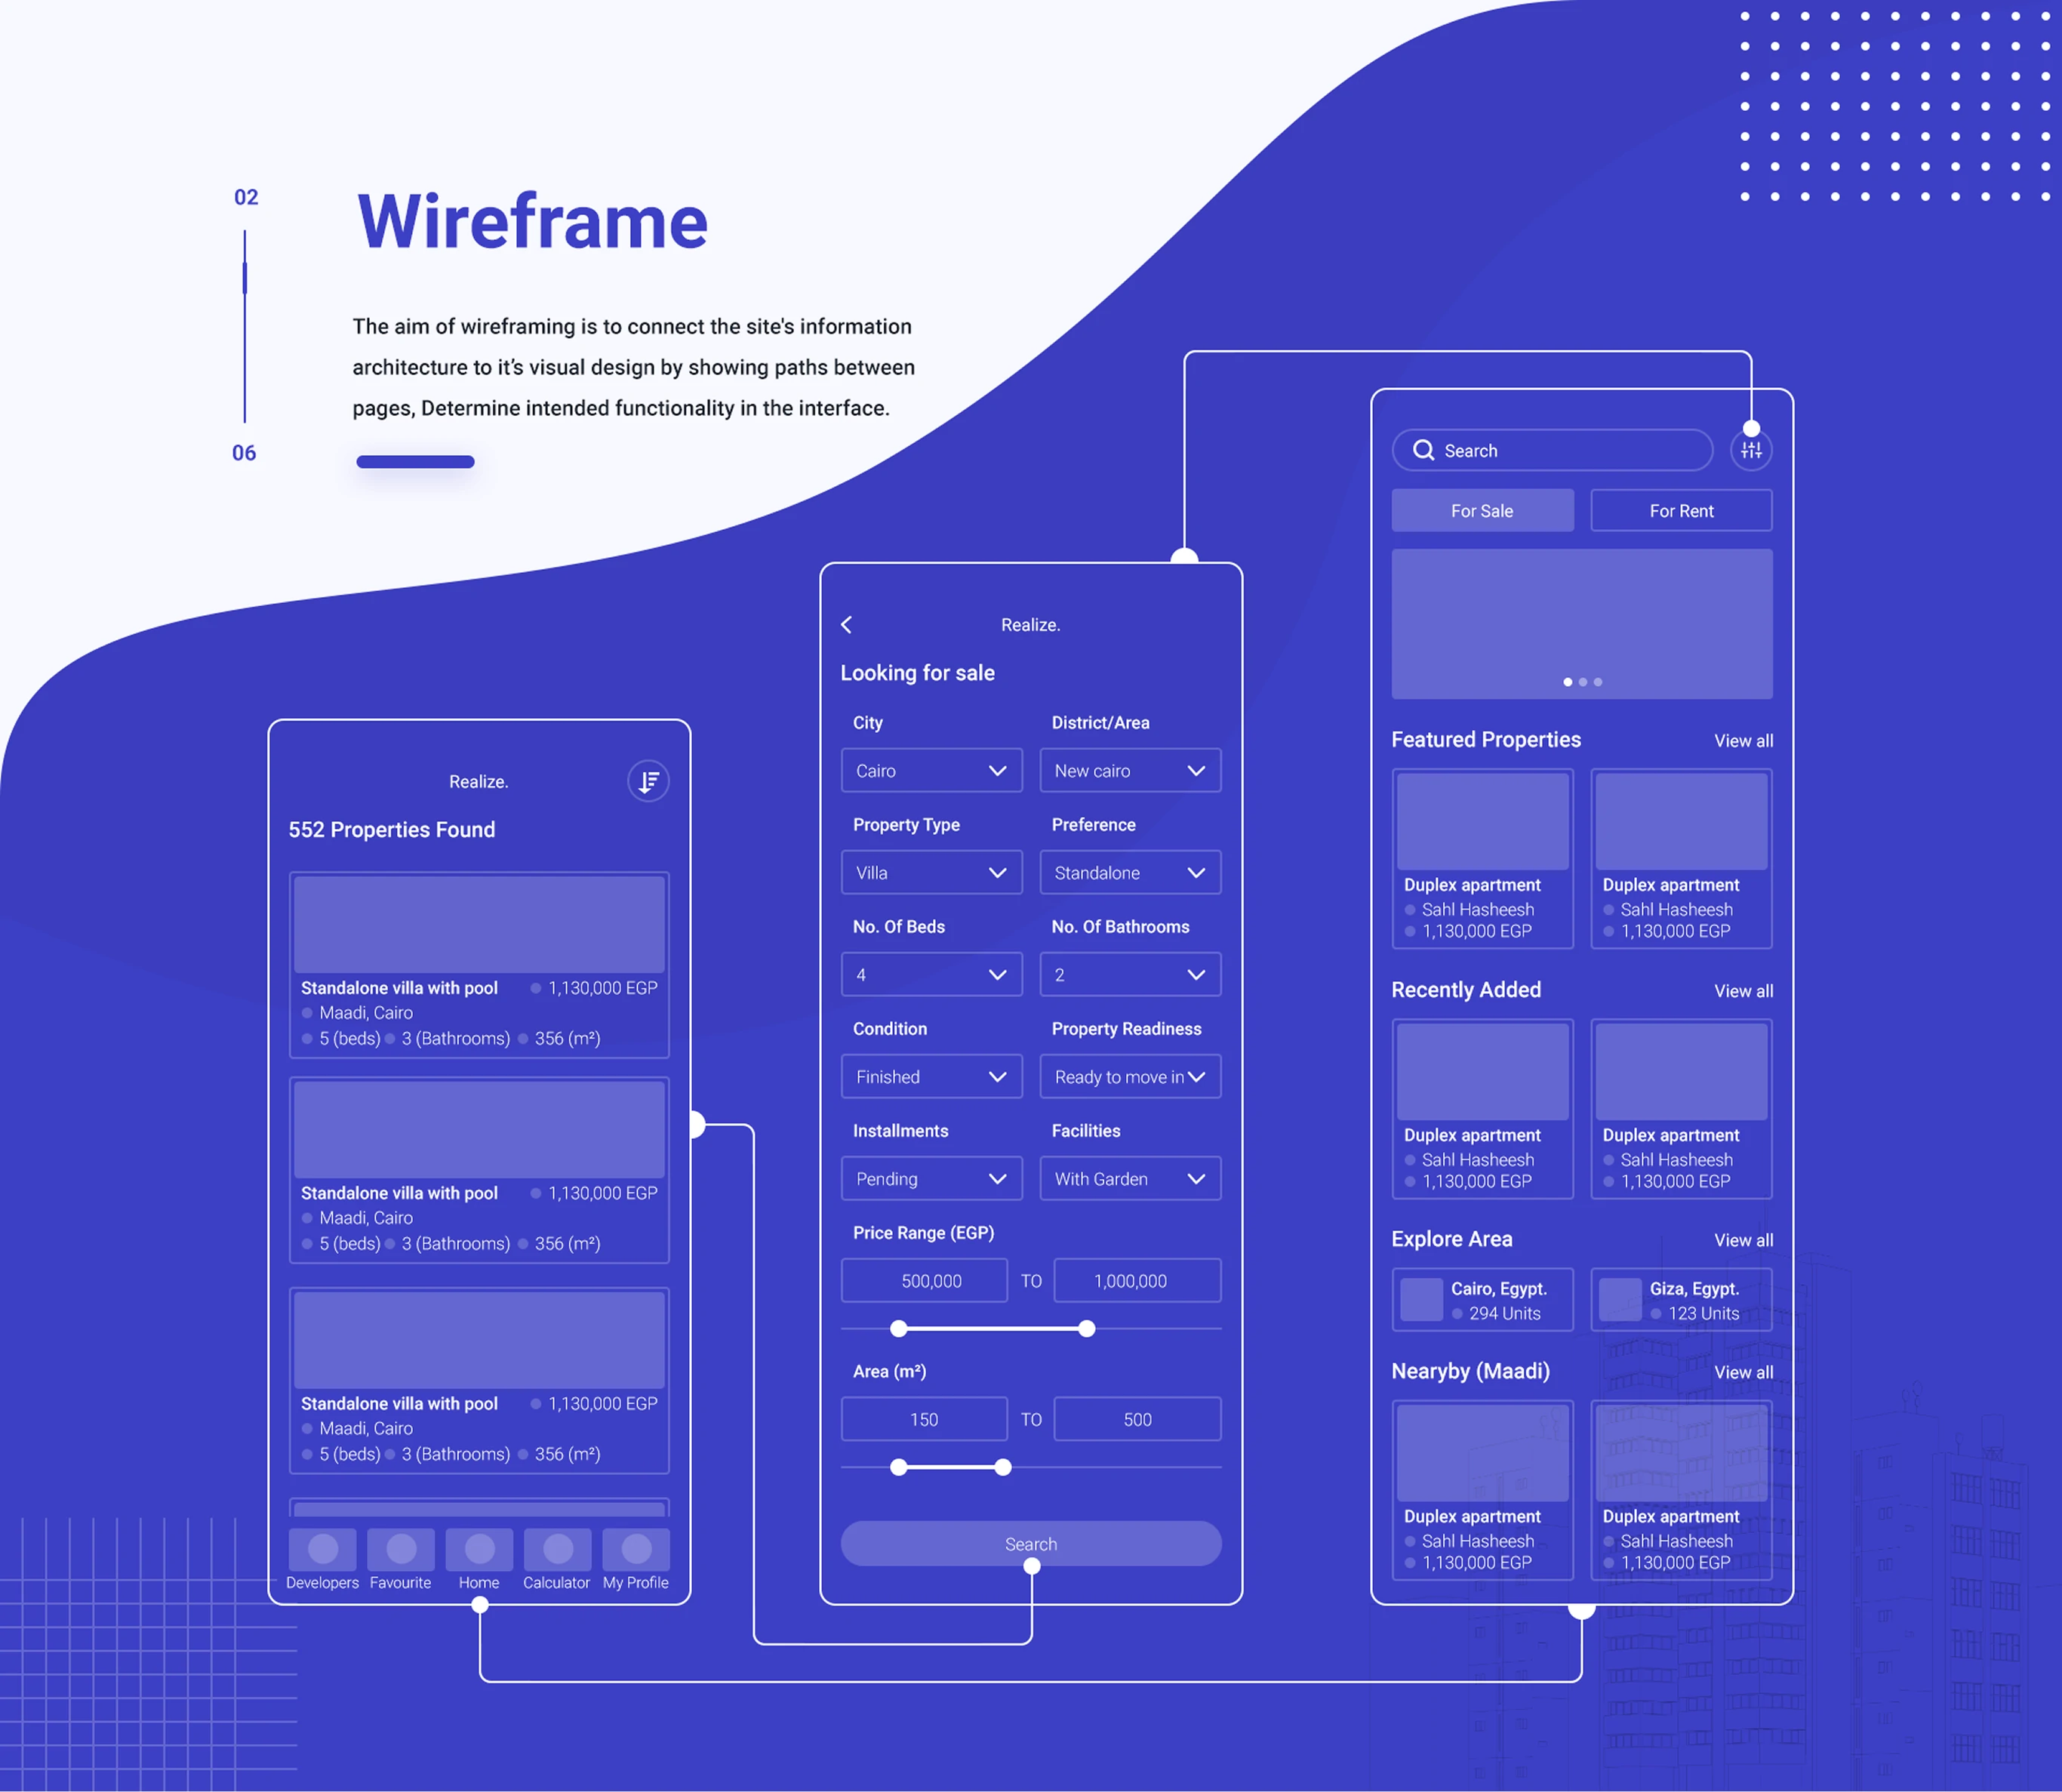 02
Wireframe
The aim of wireframing is to connect the site's information
architecture to it’s visual design by showing paths between
pages, Determine intended functionality in the interface.
06
Realize.
552 Properties Found
Standalone villa with pool 1,130,000 EGP
Maadi, Cairo
5 (beds) 3 (Bathrooms) 356 (m²)
Standalone villa with pool 1,130,000 EGP
Maadi, Cairo
5 (beds) 3 (Bathrooms) 356 (m²)
Standalone villa with pool 1,130,000 EGP
Maadi, Cairo
5 (beds) 3 (Bathrooms) 356 (m²)
Developers Favourite Home Calculator My Profile
Realize.
Looking for sale
City District/Area
Cairo New cairo
Property Type Preference
Villa Standalone
No. Of Beds No. Of Bathrooms
4 2
Condition Property Readiness
Finished Ready to move in
Installments Facilities
Pending With Garden
Price Range (EGP)
500,000 TO 1,000,000
Area (m²)
150 TO 500
Search
Search
For Sale For Rent
Featured Properties View all
Duplex apartment Duplex apartment
Sahl Hasheesh Sahl Hasheesh
1,130,000 EGP 1,130,000 EGP
Recently Added View all
Duplex apartment Duplex apartment
Sahl Hasheesh Sahl Hasheesh
1,130,000 EGP 1,130,000 EGP
Explore Area View all
Cairo, Egypt. Giza, Egypt.
294 Units 123 Units
Nearyby (Maadi) View all
Duplex apartment Duplex apartment
Sahl Hasheesh Sahl Hasheesh
1,130,000 EGP 1,130,000 EGP